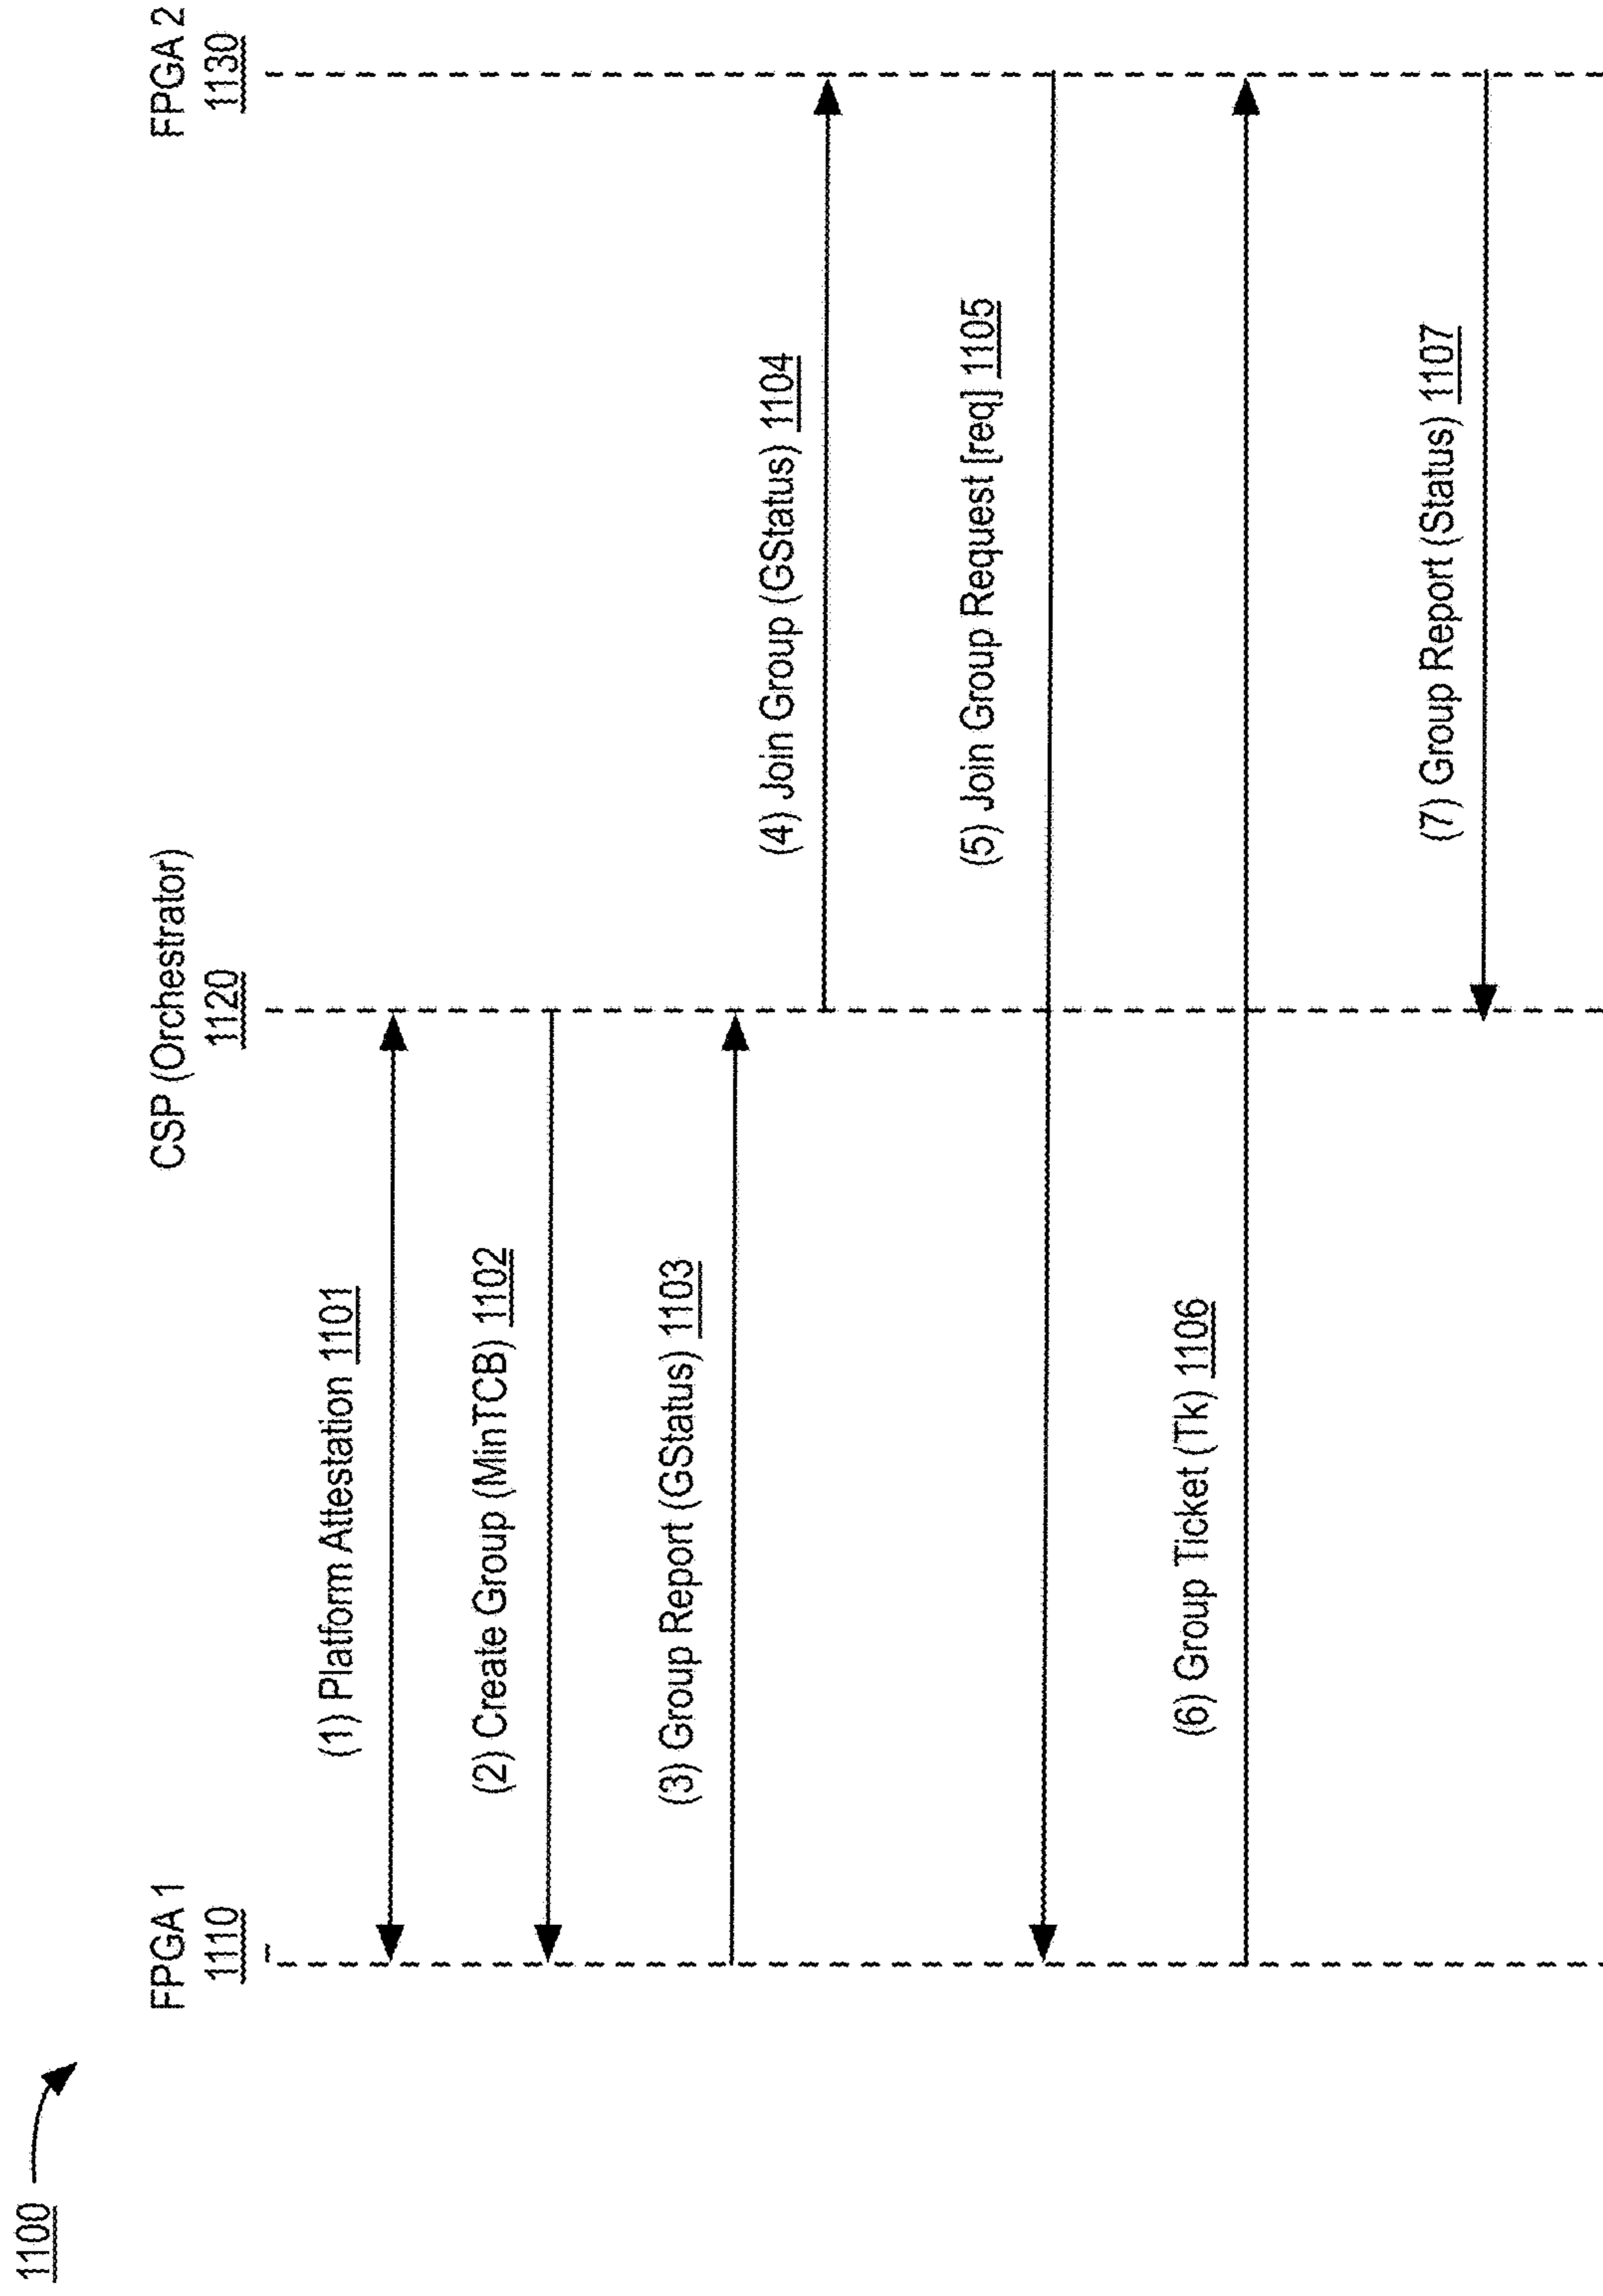 1100
FPGA 1
1110
CSP (Orchestrator)
1120
FPGA 2
1130
(1) Platform Attestation 1101
(2) Create Group (MinTCB) 1102
(3) Group Report (GStatus) 1103
(4) Join Group (GStatus) 1104
(5) Join Group Request [req] 1105
(6) Group Ticket (Tk) 1106
(7) Group Report (Status) 1107